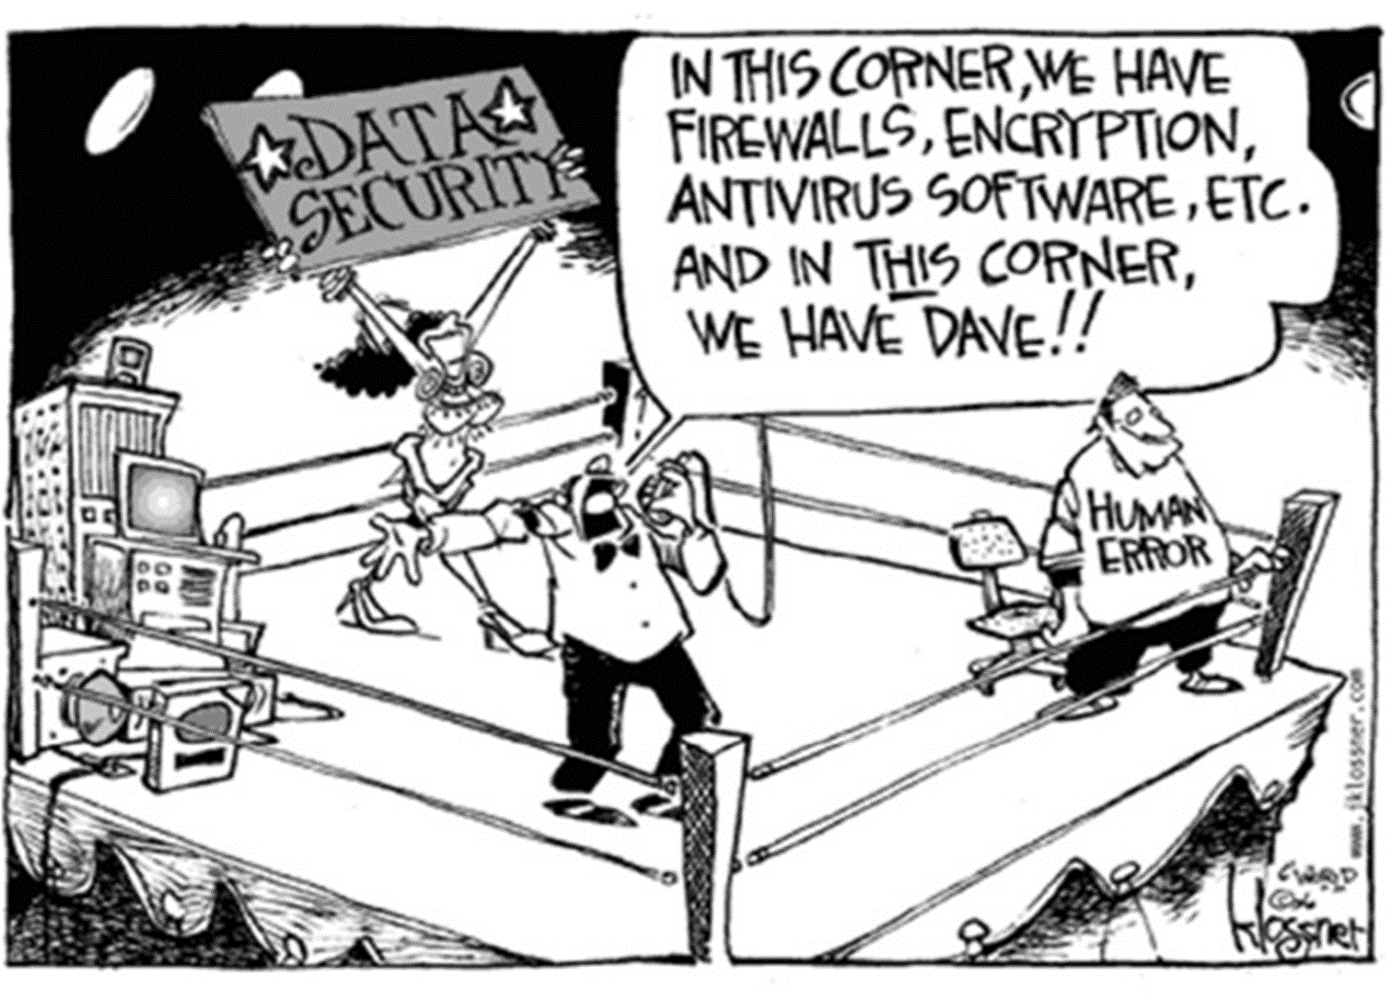 DATA
SECURITY
IN THIS CORNER, WE HAVE
FIREWALLS, ENCRYPTION,
ANTIVIRUS SOFTWARE, ETC.
AND IN THIS CORNER,
WE HAVE DAVE!!
HUMAN
ERROR
www.jklossner.com
©06
Klossner